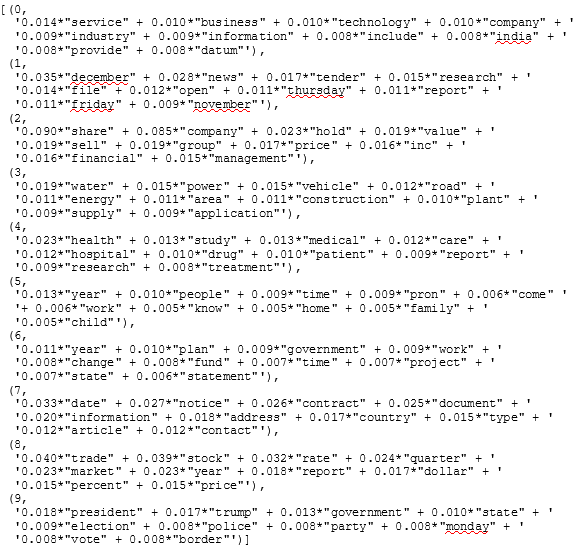 [(0,
'0.014*"service" + 0.010*"business" + 0.010*"technology" + 0.010*"company" + '
'0.009*"industry" + 0.009*"information" + 0.008*"include" + 0.008*"india" + '
'0.008*"provide" + 0.008*"datum"'),
(1,
'0.035*"december" + 0.028*"news" + 0.017*"tender" + 0.015*"research" + '
'0.014*"file" + 0.012*"open" + 0.011*"thursday" + 0.011*"report" + '
'0.011*"friday" + 0.009*"november"'),
(2,
'0.090*"share" + 0.085*"company" + 0.023*"hold" + 0.019*"value" + '
'0.019*"sell" + 0.019*"group" + 0.017*"price" + 0.016*"inc" + '
'0.016*"financial" + 0.015*"management"'),
(3,
'0.019*"water" + 0.015*"power" + 0.015*"vehicle" + 0.012*"road" + '
'0.011*"energy" + 0.011*"area" + 0.011*"construction" + 0.010*"plant" + '
'0.009*"supply" + 0.009*"application"'),
(4,
'0.023*"health" + 0.013*"study" + 0.013*"medical" + 0.012*"care" + '
'0.012*"hospital" + 0.010*"drug" + 0.010*"patient" + 0.009*"report" + '
'0.009*"research" + 0.008*"treatment"'),
(5,
'0.013*"year" + 0.010*"people" + 0.009*"time" + 0.009*"pron" + 0.006*"come" '
'+ 0.006*"work" + 0.005*"know" + 0.005*"home" + 0.005*"family" + '
'0.005*"child"'),
(6,
'0.011*"year" + 0.010*"plan" + 0.009*"government" + 0.009*"work" + '
'0.008*"change" + 0.008*"fund" + 0.007*"time" + 0.007*"project" + '
'0.007*"state" + 0.006*"statement"'),
(7,
'0.033*"date" + 0.027*"notice" + 0.026*"contract" + 0.025*"document" + '
'0.020*"information" + 0.018*"address" + 0.017*"country" + 0.015*"type" + '
'0.012*"article" + 0.012*"contact"'),
(8,
'0.040*"trade" + 0.039*"stock" + 0.032*"rate" + 0.024*"quarter" + '
'0.023*"market" + 0.023*"year" + 0.018*"report" + 0.017*"dollar" + '
'0.015*"percent" + 0.015*"price"'),
(9,
'0.018*"president" + 0.017*"trump" + 0.013*"government" + 0.010*"state" + '
'0.009*"election" + 0.008*"police" + 0.008*"party" + 0.008*"monday" + '
'0.008*"vote" + 0.008*"border"')]